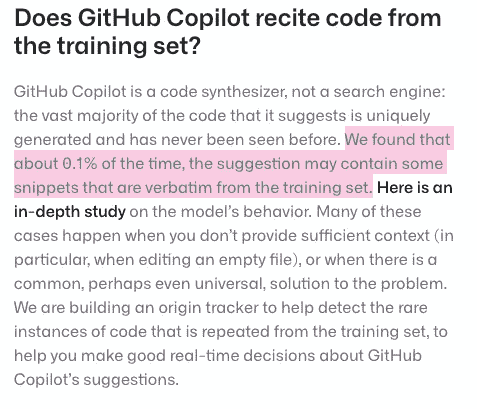 Does GitHub Copilot recite code from
the training set?
GitHub Copilot is a code synthesizer, not a search engine:
the vast majority of the code that it suggests is uniquely
generated and has never been seen before. We found that
about 0.1% of the time, the suggestion may contain some
snippets that are verbatim from the training set. Here is an
in-depth study on the model's behavior. Many of these
cases happen when you don't provide sufficient context (in
particular, when editing an empty file), or when there is a
common, perhaps even universal, solution to the problem.
We are building an origin tracker to help detect the rare
instances of code that is repeated from the training set, to
help you make good real-time decisions about GitHub
Copilot's suggestions.